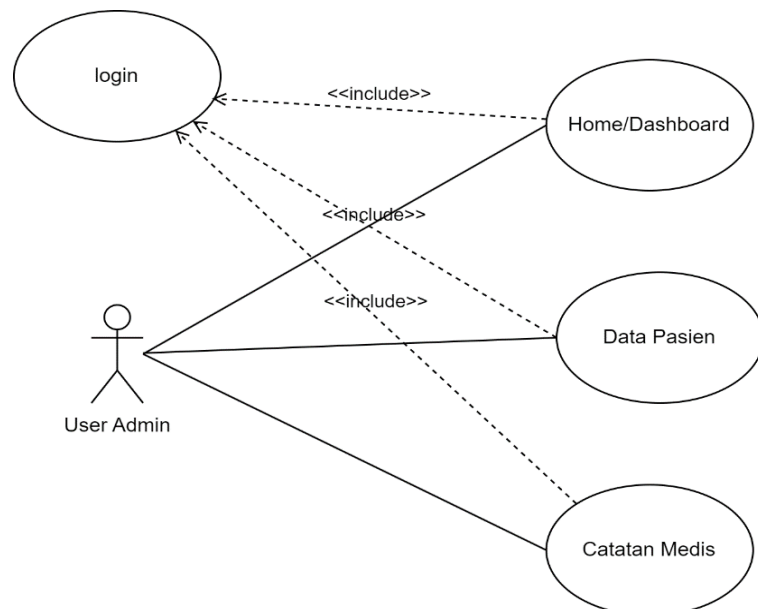 login
<<include>>
Home/Dashboard
<<include>>
<<include>>
Data Pasien
User Admin
Catatan Medis